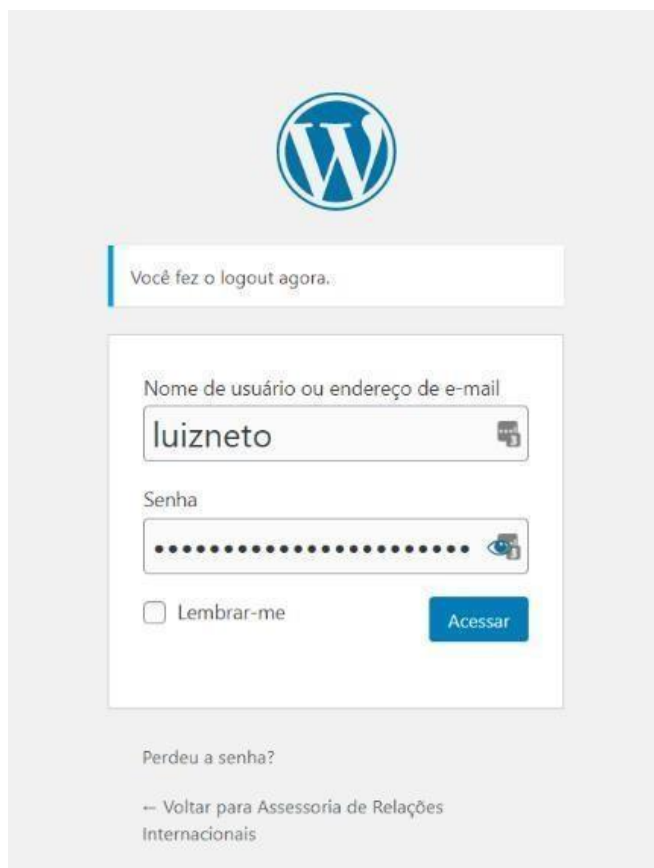 Você fez o logout agora.
Nome de usuário ou endereço de e-mail
luizneto
Senha
••••••••••••••••••••••••
Lembrar-me
Acessar
Perdeu a senha?
← Voltar para Assessoria de Relações
Internacionais